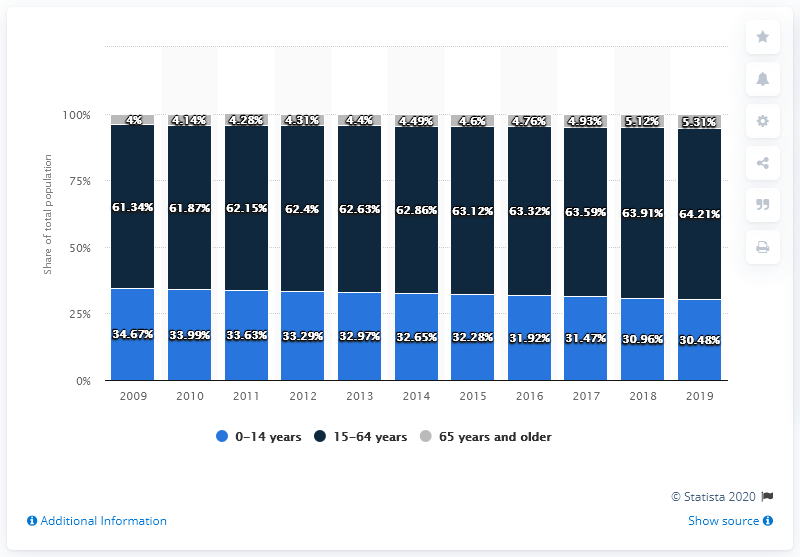 100%
75%
50%
25%
0%
Share of total population
4% 4.14% 4.28% 4.31% 4.4% 4.49% 4.6% 4.76% 4.93% 5.12% 5.31%
61.34% 61.87% 62.15% 62.4% 62.63% 62.86% 63.12% 63.32% 63.59% 63.91% 64.21%
34.67% 33.99% 33.63% 33.29% 32.97% 32.65% 32.28% 31.92% 31.47% 30.96% 30.48%
2009 2010 2011 2012 2013 2014 2015 2016 2017 2018 2019
0-14 years 15-64 years 65 years and older
© Statista 2020
Additional Information Show source